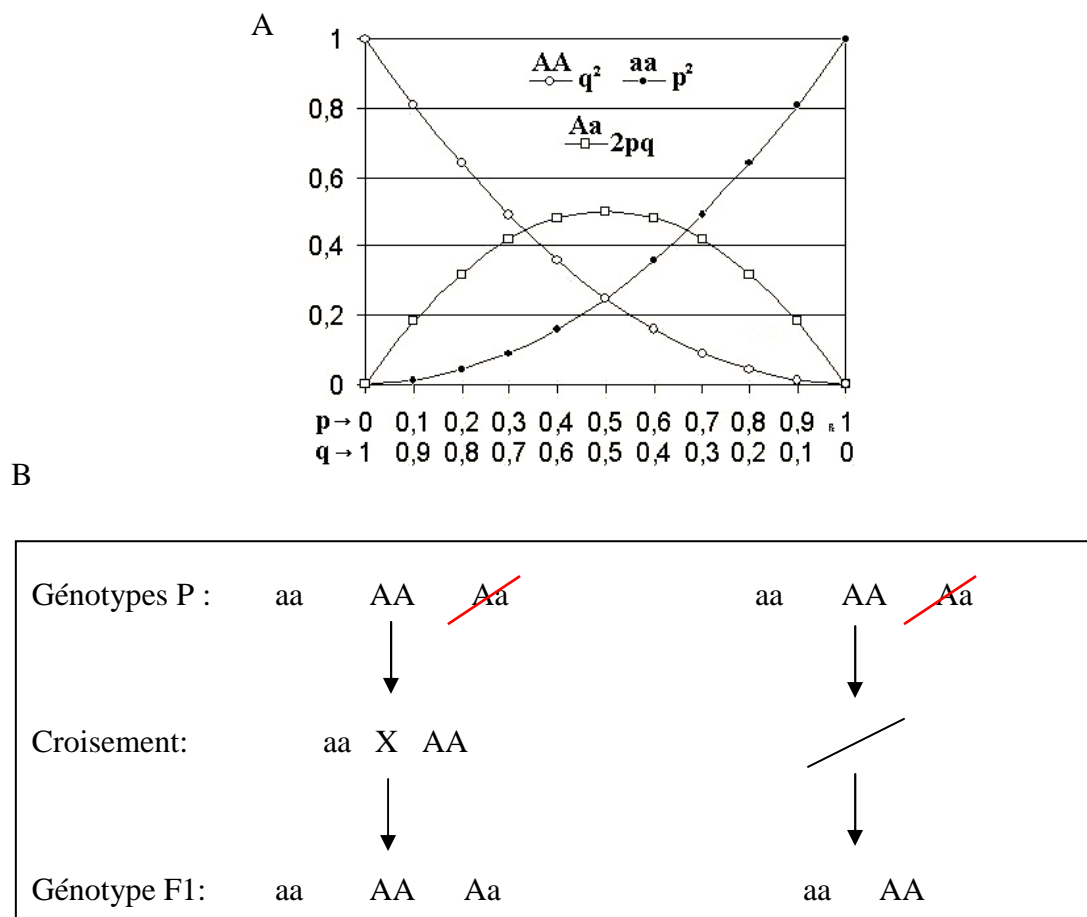 A
1
AA aa
q² p²
0,8
Aa
2pq
0,6
0,4
0,2
0
p→ 0 0,1 0,2 0,3 0,4 0,5 0,6 0,7 0,8 0,9 1
q→ 1 0,9 0,8 0,7 0,6 0,5 0,4 0,3 0,2 0,1 0
B
Génotypes P : aa AA Aa aa AA Aa
Croisement: aa X AA
Génotype F1: aa AA Aa aa AA